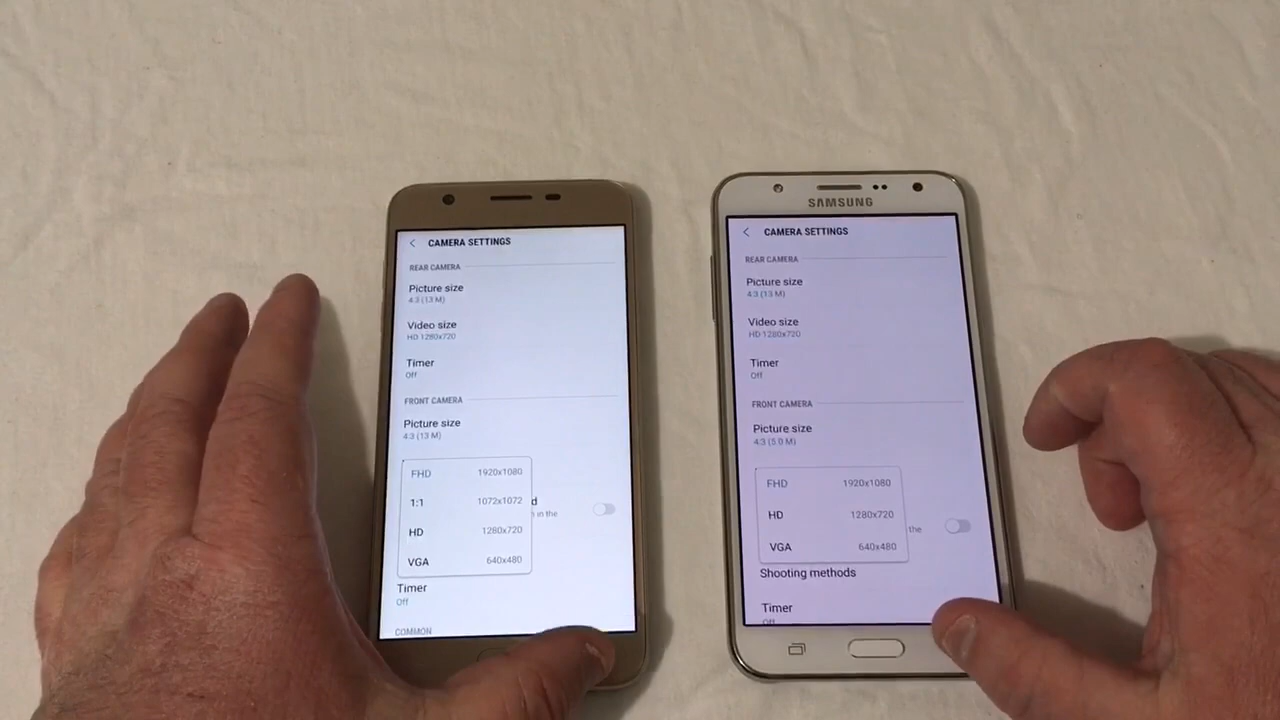 CAMERA SETTINGS
REAR CAMERA
Picture size
4:3 (13 M)
Video size
HD 1280x720
Timer
Off
FRONT CAMERA
Picture size
4:3 (13 M)
FHD 1920x1080
1:1 1072x1072
d
in the
HD 1280x720
VGA 640x480
Timer
Off
COMMON
SAMSUNG
CAMERA SETTINGS
REAR CAMERA
Picture size
4:3 (13 M)
Video size
HD 1280x720
Timer
Off
FRONT CAMERA
Picture size
4:3 (5.0 M)
FHD 1920x1080
HD 1280x720
the
VGA 640x480
Shooting methods
Timer
Off